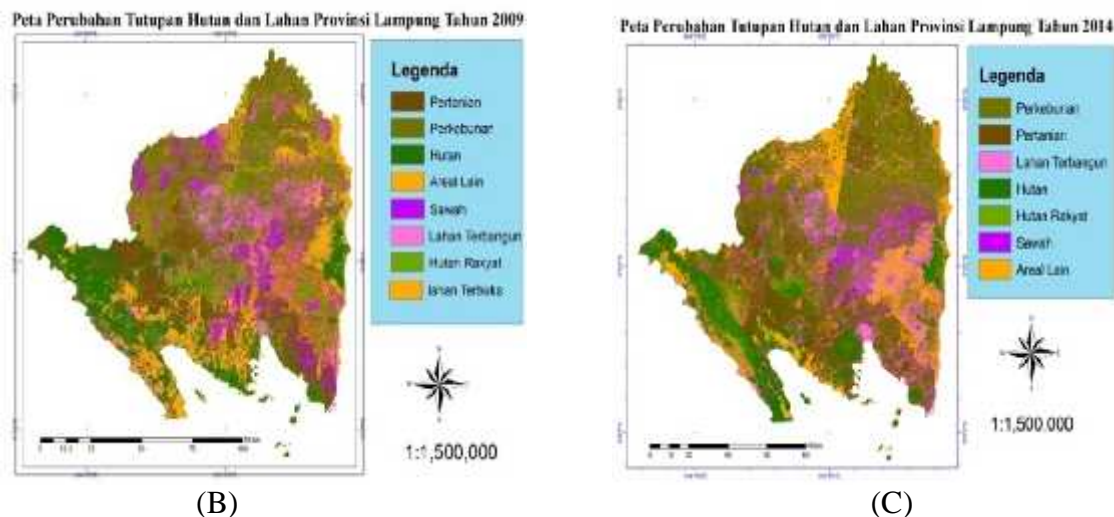 Peta Perubahan Tutupan Hutan dan Lahan Provinsi Lampung Tahun 2009
Legenda
Pertanian
Perkebunan
Hutan
Areal Lain
Sawah
Lahan Terbangun
Hutan Rakyat
lahan Terbuka
1:1,500,000
(B)
Peta Perubahan Tutupan Hutan dan Lahan Provinsi Lampung Tahun 2014
Legenda
Perkebunan
Pertanian
Lahan Terbangun
Hutan
Hutan Rakyat
Sawah
Areal Lain
1:1,500,000
(C)